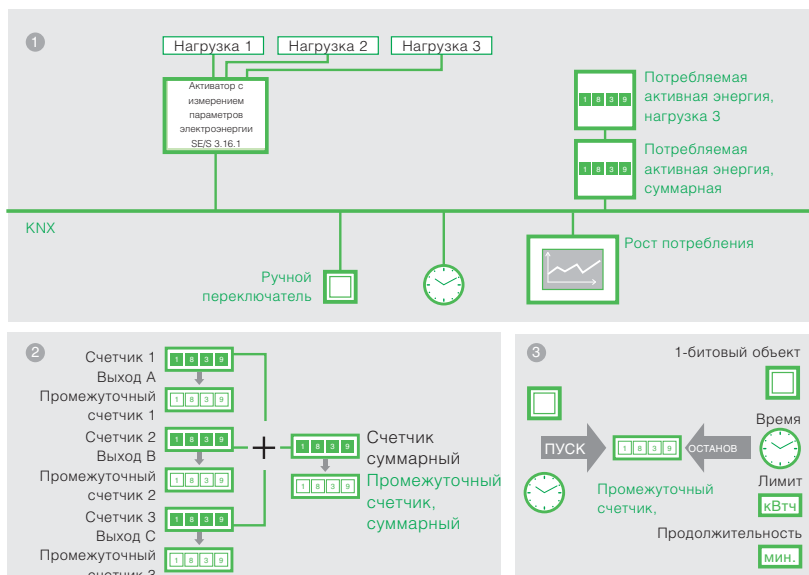 1
Нагрузка 1
Нагрузка 2
Нагрузка 3
Активатор с
измерением
параметров
электроэнергии
SE/S 3.16.1
1 8 3 9
Потребляемая
активная энергия,
нагрузка 3
1 8 3 9
Потребляемая
активная энергия,
суммарная
KNX
Ручной
переключатель
Рост потребления
2
Счетчик 1
1 8 3 9
Выход A
Промежуточный
счетчик 1
1 8 3 9
Счетчик 2
1 8 3 9
Выход B
Промежуточный
счетчик 2
1 8 3 9
Счетчик 3
1 8 3 9
Выход C
Промежуточный
счетчик 3
1 8 3 9
+
1 8 3 9
Счетчик
суммарный
1 8 3 9
Промежуточный
счетчик,
суммарный
3
1-битовый объект
ПУСК
1 8 3 9
ОСТАНОВ
Время
Промежуточный
счетчик,
Лимит
кВтч
Продолжительность
мин.